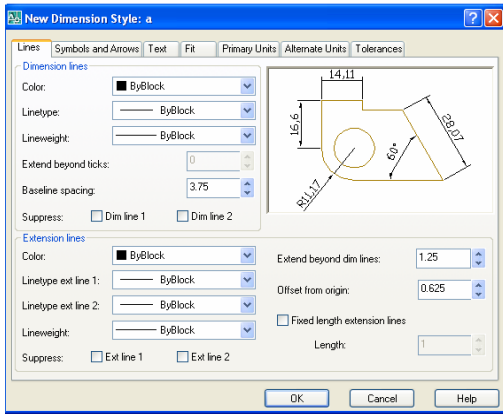 New Dimension Style: a
Lines Symbols and Arrows Text Fit Primary Units Alternate Units Tolerances
Dimension lines
Color: ByBlock
Linetype: ByBlock
Lineweight: ByBlock
Extend beyond ticks: 0
Baseline spacing: 3.75
Suppress: Dim line 1 Dim line 2
14,11
16,6
28,07
60°
R11,17
Extension lines
Color: ByBlock
Linetype ext line 1: ByBlock
Linetype ext line 2: ByBlock
Lineweight: ByBlock
Suppress: Ext line 1 Ext line 2
Extend beyond dim lines: 1.25
Offset from origin: 0.625
Fixed length extension lines
Length: 1
OK Cancel Help